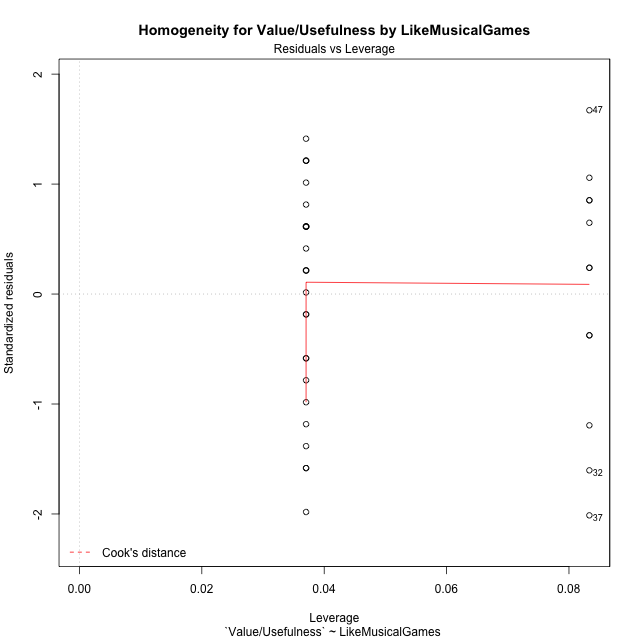 Homogeneity for Value/Usefulness by LikeMusicalGames
Residuals vs Leverage
2
1
0
-1
-2
Standardized residuals
47
32
37
Cook's distance
0.00 0.02 0.04 0.06 0.08
Leverage
`Value/Usefulness` ~ LikeMusicalGames